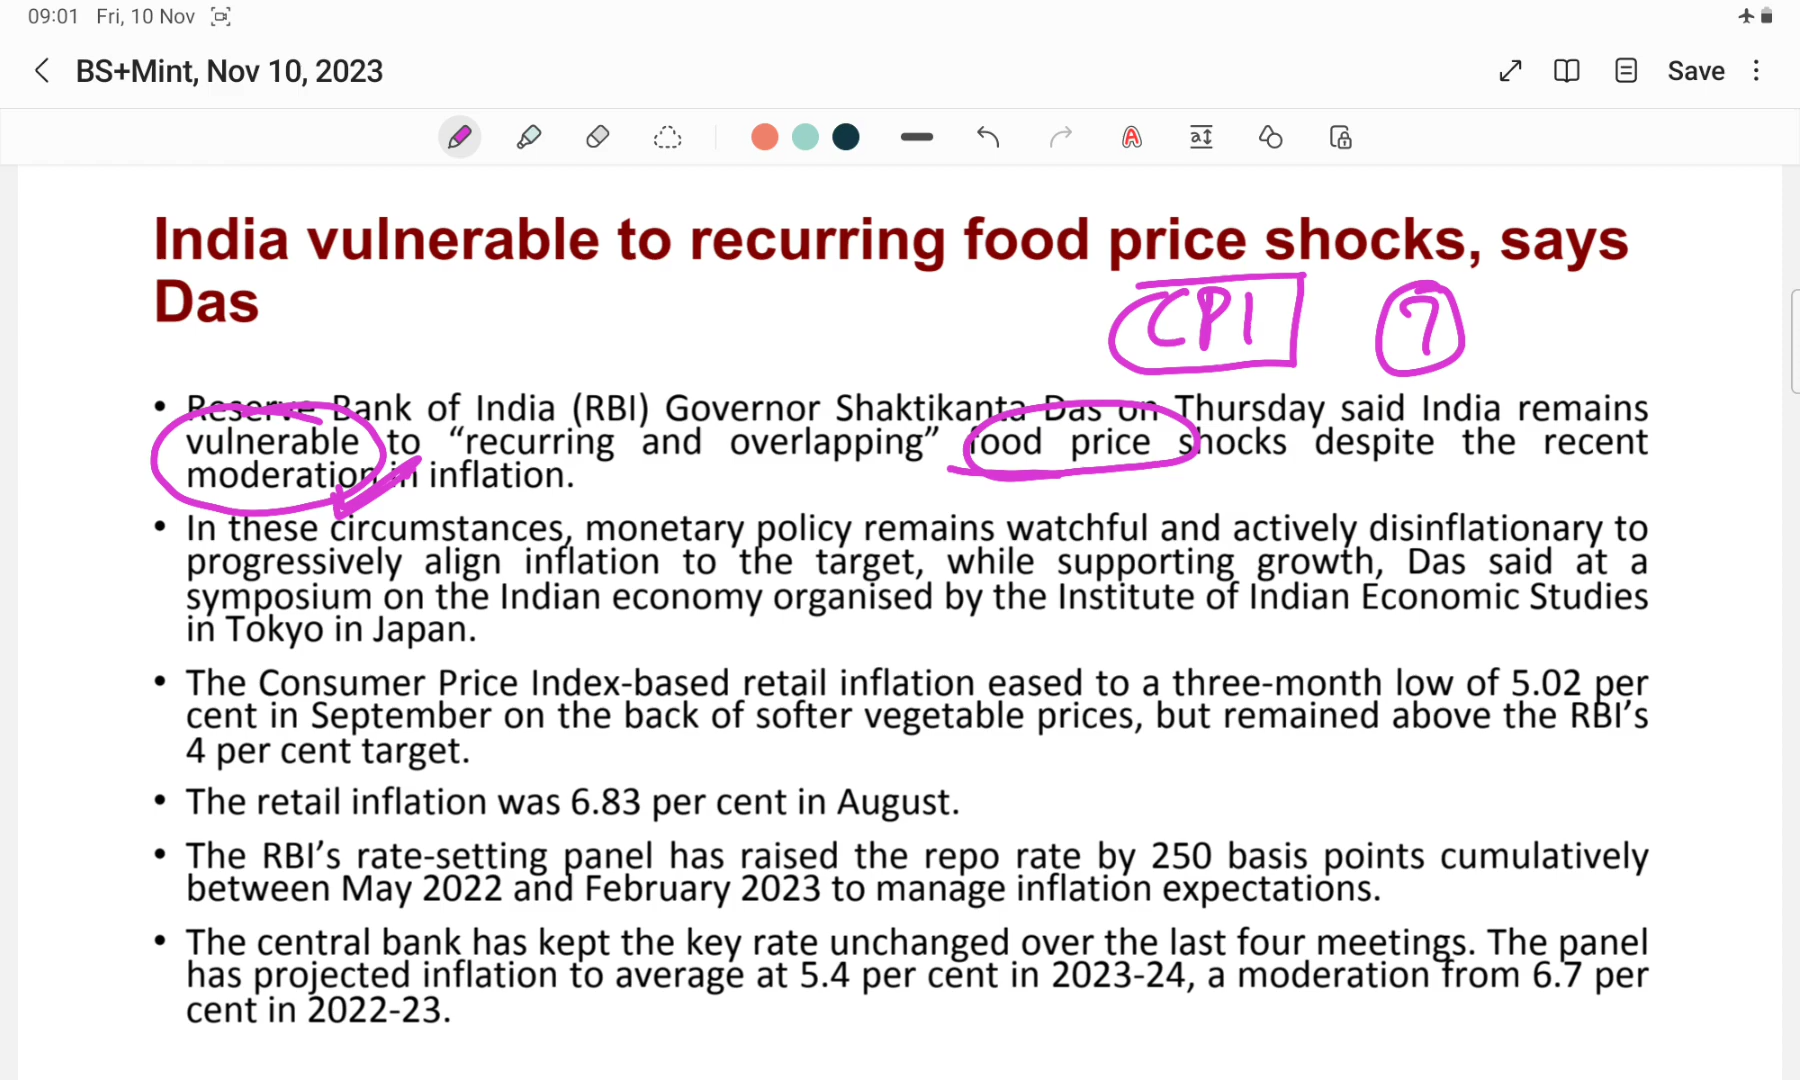 09:01 Fri, 10 Nov
BS+Mint, Nov 10, 2023
Save
India vulnerable to recurring food price shocks, says
Das
CPI 7
• Reserve Bank of India (RBI) Governor Shaktikanta Das on Thursday said India remains
vulnerable to “recurring and overlapping” food price shocks despite the recent
moderation in inflation.
• In these circumstances, monetary policy remains watchful and actively disinflationary to
progressively align inflation to the target, while supporting growth, Das said at a
symposium on the Indian economy organised by the Institute of Indian Economic Studies
in Tokyo in Japan.
• The Consumer Price Index-based retail inflation eased to a three-month low of 5.02 per
cent in September on the back of softer vegetable prices, but remained above the RBI’s
4 per cent target.
• The retail inflation was 6.83 per cent in August.
• The RBI’s rate-setting panel has raised the repo rate by 250 basis points cumulatively
between May 2022 and February 2023 to manage inflation expectations.
• The central bank has kept the key rate unchanged over the last four meetings. The panel
has projected inflation to average at 5.4 per cent in 2023-24, a moderation from 6.7 per
cent in 2022-23.